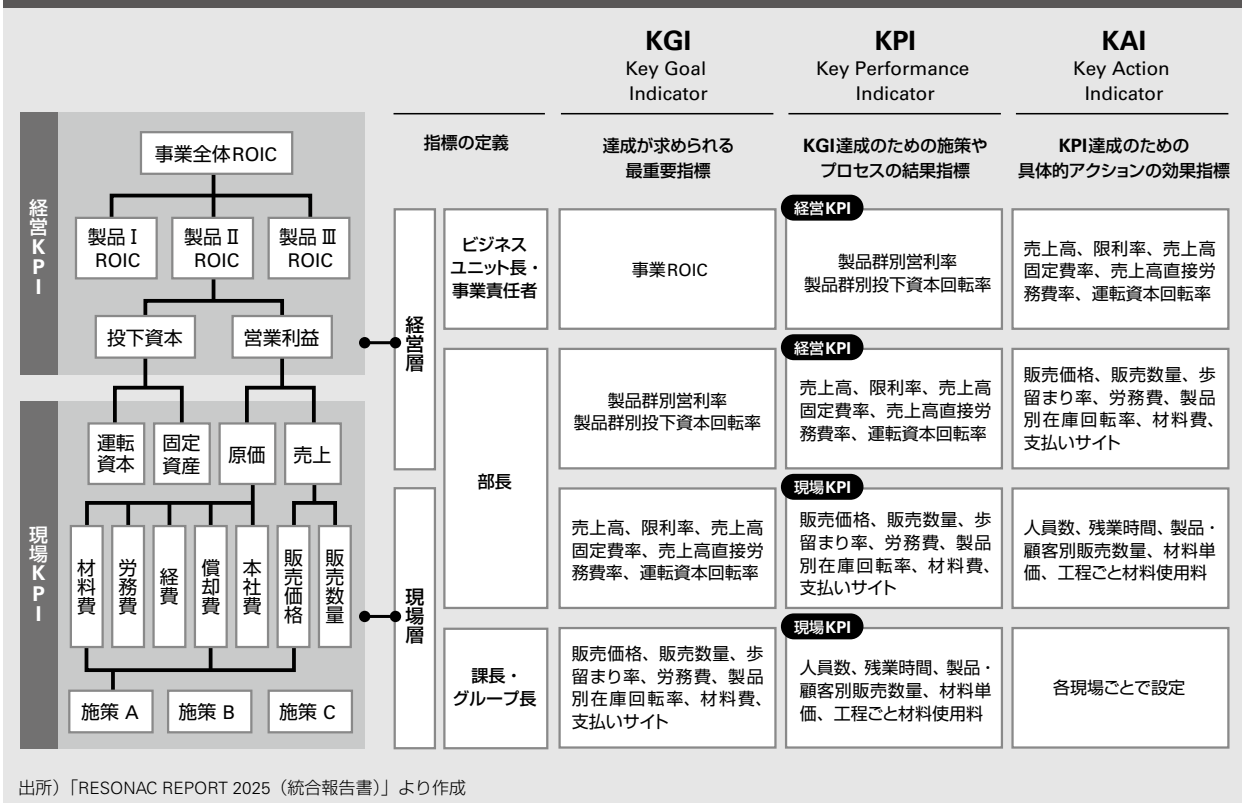 KGI
Key Goal
Indicator
KPI
Key Performance
Indicator
KAI
Key Action
Indicator
指標の定義
達成が求められる
最重要指標
KGI達成のための施策や
プロセスの結果指標
KPI達成のための
具体的アクションの効果指標
経営KPI
事業全体ROIC
製品Ⅰ
ROIC
製品Ⅱ
ROIC
製品Ⅲ
ROIC
投下資本
営業利益
現場KPI
運転
資本
固定
資産
原価
売上
材料費
労務費
経費
償却費
本社費
販売価格
販売数量
施策 A
施策 B
施策 C
経営層
ビジネス
ユニット長・
事業責任者
事業ROIC
経営KPI
製品群別営利率
製品群別投下資本回転率
売上高、限利率、売上高
固定費率、売上高直接労
務費率、運転資本回転率
部長
製品群別営利率
製品群別投下資本回転率
経営KPI
売上高、限利率、売上高
固定費率、売上高直接労
務費率、運転資本回転率
販売価格、販売数量、歩
留まり率、労務費、製品
別在庫回転率、材料費、
支払いサイト
現場層
売上高、限利率、売上高
固定費率、売上高直接労
務費率、運転資本回転率
現場KPI
販売価格、販売数量、歩
留まり率、労務費、製品
別在庫回転率、材料費、
支払いサイト
人員数、残業時間、製品・
顧客別販売数量、材料単
価、工程ごと材料使用料
課長・
グループ長
販売価格、販売数量、歩
留まり率、労務費、製品
別在庫回転率、材料費、
支払いサイト
現場KPI
人員数、残業時間、製品・
顧客別販売数量、材料単
価、工程ごと材料使用料
各現場ごとで設定
出所）「RESONAC REPORT 2025（統合報告書）」より作成